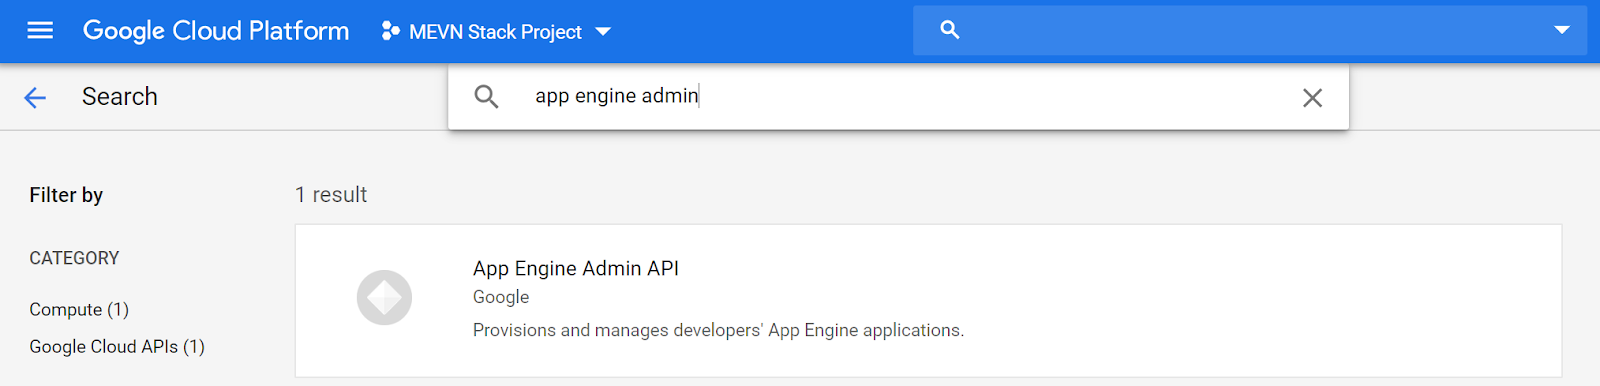 Google Cloud Platform MEVN Stack Project
Search app engine admin
Filter by 1 result
CATEGORY
App Engine Admin API
Google
Provisions and manages developers' App Engine applications.
Compute (1)
Google Cloud APIs (1)